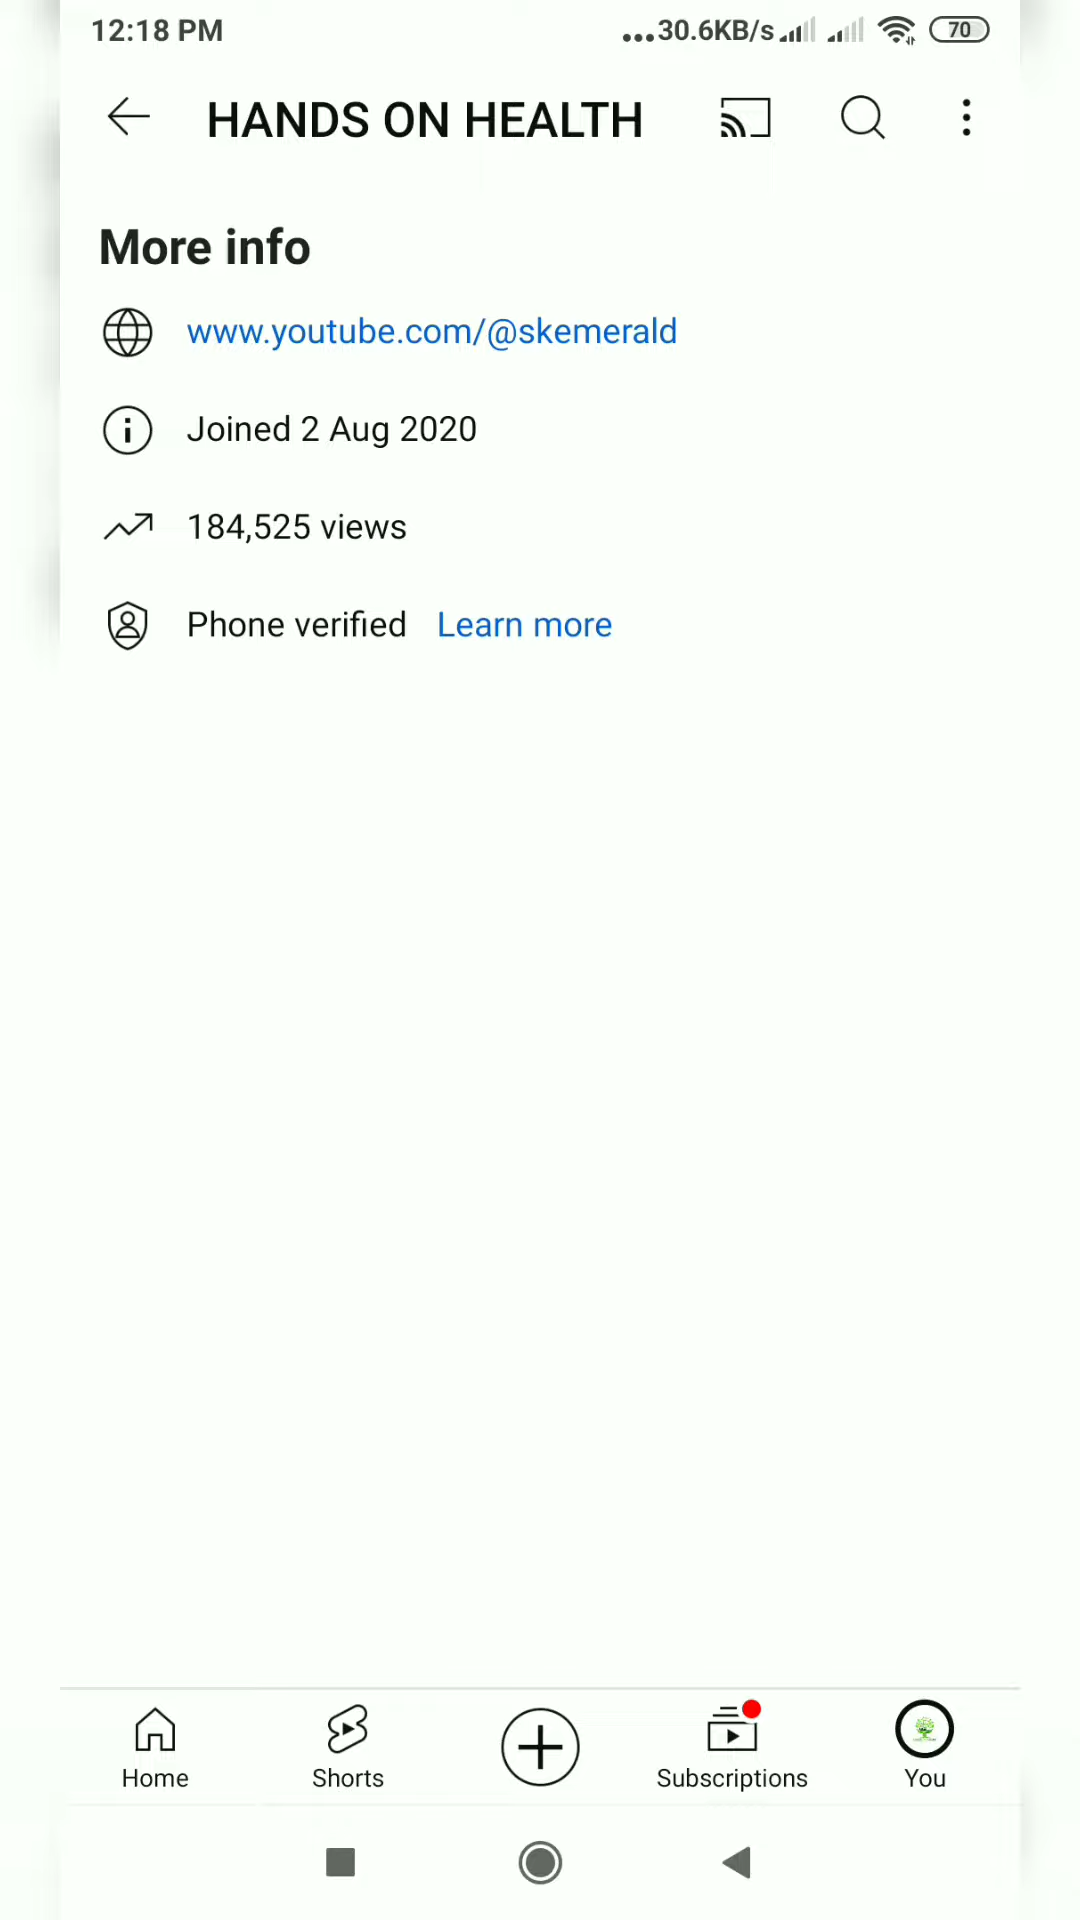 12:18 PM
...30.6KB/s 70
HANDS ON HEALTH
More info
www.youtube.com/@skemerald
Joined 2 Aug 2020
184,525 views
Phone verified Learn more
Home Shorts Subscriptions You